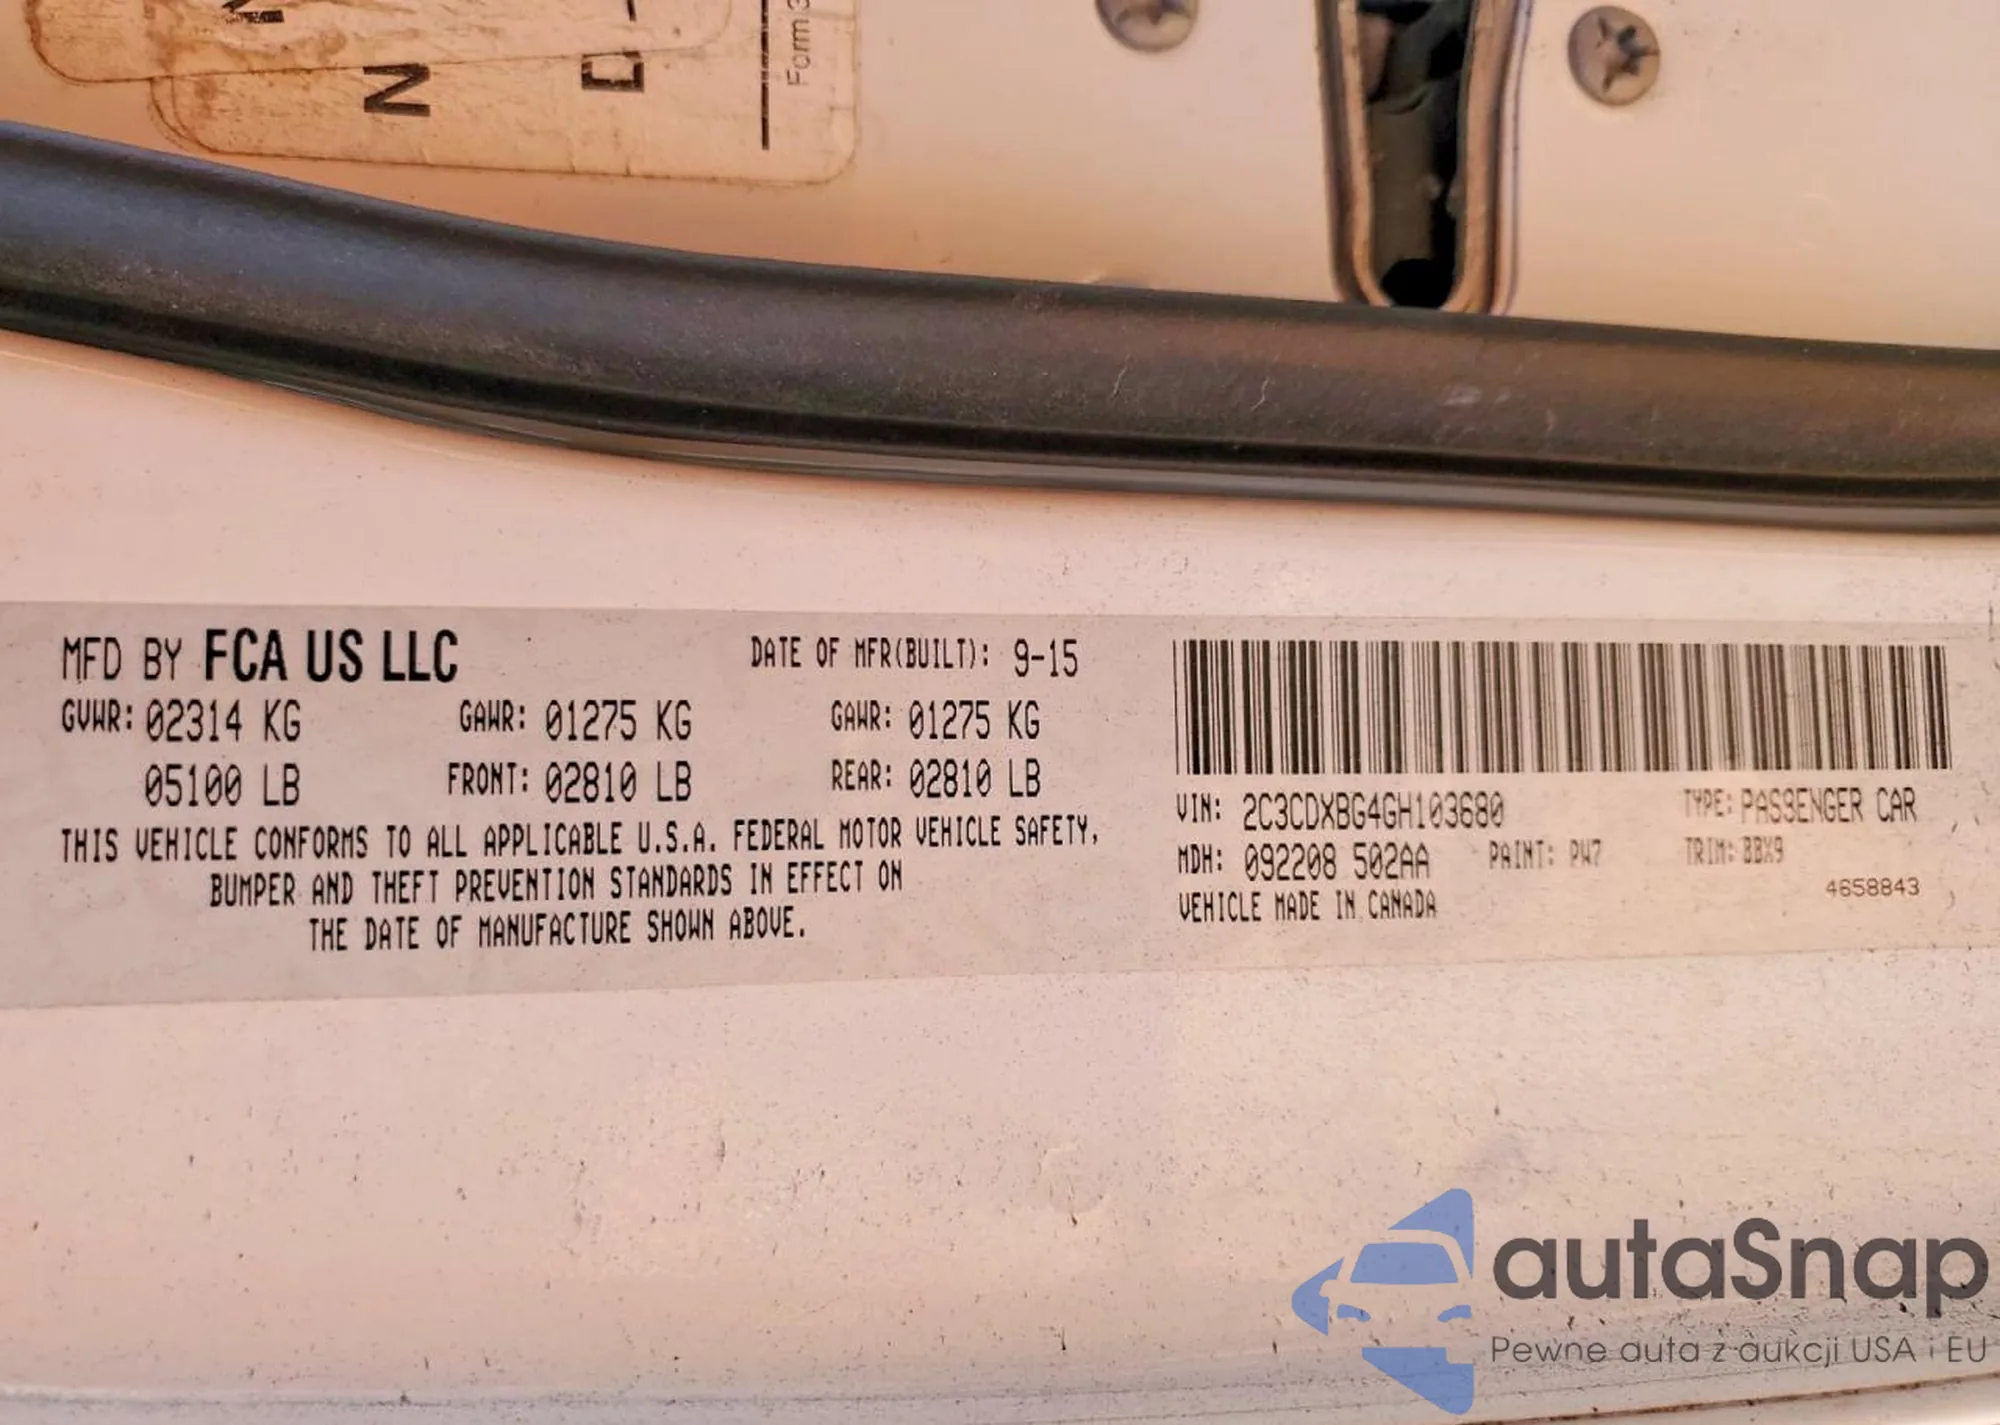 N
D-
Form3
MFD BY FCA US LLC
DATE OF MFR(BUILT): 9-15
GVWR: 02314 KG GAWR: 01275 KG GAWR: 01275 KG
05100 LB FRONT: 02810 LB REAR: 02810 LB
THIS VEHICLE CONFORMS TO ALL APPLICABLE U.S.A. FEDERAL MOTOR VEHICLE SAFETY,
BUMPER AND THEFT PREVENTION STANDARDS IN EFFECT ON
THE DATE OF MANUFACTURE SHOWN ABOVE.
VIN: 2C3CDXBG4GH103680 TYPE: PASSENGER CAR
MDH: 092208 502AA PAINT: PW7 TRIM: BBX9
VEHICLE MADE IN CANADA
4658843
autaSnap
Pewne auta z aukcji USA i EU